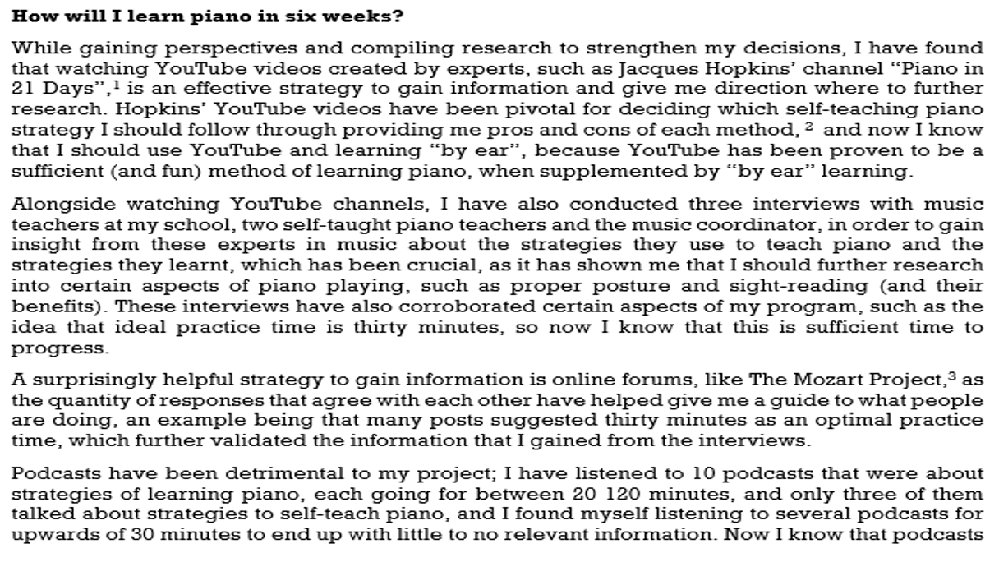 How will I learn piano in six weeks?
While gaining perspectives and compiling research to strengthen my decisions, I have found
that watching YouTube videos created by experts, such as Jacques Hopkins’ channel “Piano in
21 Days”,¹ is an effective strategy to gain information and give me direction where to further
research. Hopkins’ YouTube videos have been pivotal for deciding which self-teaching piano
strategy I should follow through providing me pros and cons of each method, ² and now I know
that I should use YouTube and learning “by ear”, because YouTube has been proven to be a
sufficient (and fun) method of learning piano, when supplemented by “by ear” learning.
Alongside watching YouTube channels, I have also conducted three interviews with music
teachers at my school, two self-taught piano teachers and the music coordinator, in order to gain
insight from these experts in music about the strategies they use to teach piano and the
strategies they learnt, which has been crucial, as it has shown me that I should further research
into certain aspects of piano playing, such as proper posture and sight-reading (and their
benefits). These interviews have also corroborated certain aspects of my program, such as the
idea that ideal practice time is thirty minutes, so now I know that this is sufficient time to
progress.
A surprisingly helpful strategy to gain information is online forums, like The Mozart Project,³ as
the quantity of responses that agree with each other have helped give me a guide to what people
are doing, an example being that many posts suggested thirty minutes as an optimal practice
time, which further validated the information that I gained from the interviews.
Podcasts have been detrimental to my project; I have listened to 10 podcasts that were about
strategies of learning piano, each going for between 20 120 minutes, and only three of them
talked about strategies to self-teach piano, and I found myself listening to several podcasts for
upwards of 30 minutes to end up with little to no relevant information. Now I know that podcasts